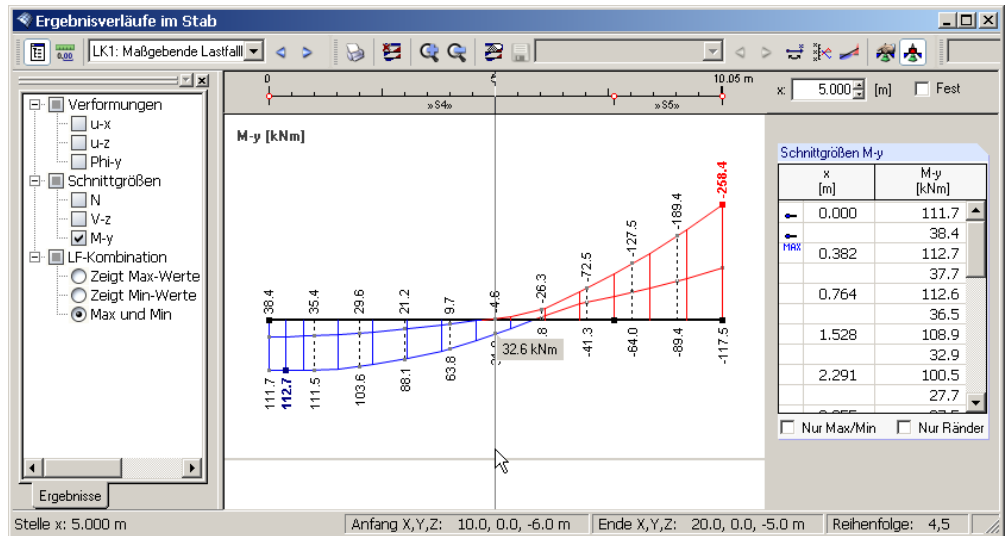 Ergebnisverläufe im Stab
0.00 LK1: Maßgebende Lastfalll
Verformungen
u-x
u-z
Phi-y
Schnittgrößen
N
V-z
M-y
LF-Kombination
Zeigt Max-Werte
Zeigt Min-Werte
Max und Min
Ergebnisse
0 10.05 m
»S4» »S5»
x: 5.000 [m] Fest
M-y [kNm]
38.4 35.4 29.6 21.2 9.7 -4.6 -26.3 -72.5 -127.5 -189.4 -258.4
111.7 112.7 111.5 103.6 88.1 63.8 -41.3 -64.0 -89.4 -117.5
32.6 kNm
Schnittgrößen M-y
x M-y
[m] [kNm]
0.000 111.7
38.4
MAX 0.382 112.7
37.7
0.764 112.6
36.5
1.528 108.9
32.9
2.291 100.5
27.7
Nur Max/Min Nur Ränder
Stelle x: 5.000 m Anfang X,Y,Z: 10.0, 0.0, -6.0 m Ende X,Y,Z: 20.0, 0.0, -5.0 m Reihenfolge: 4,5